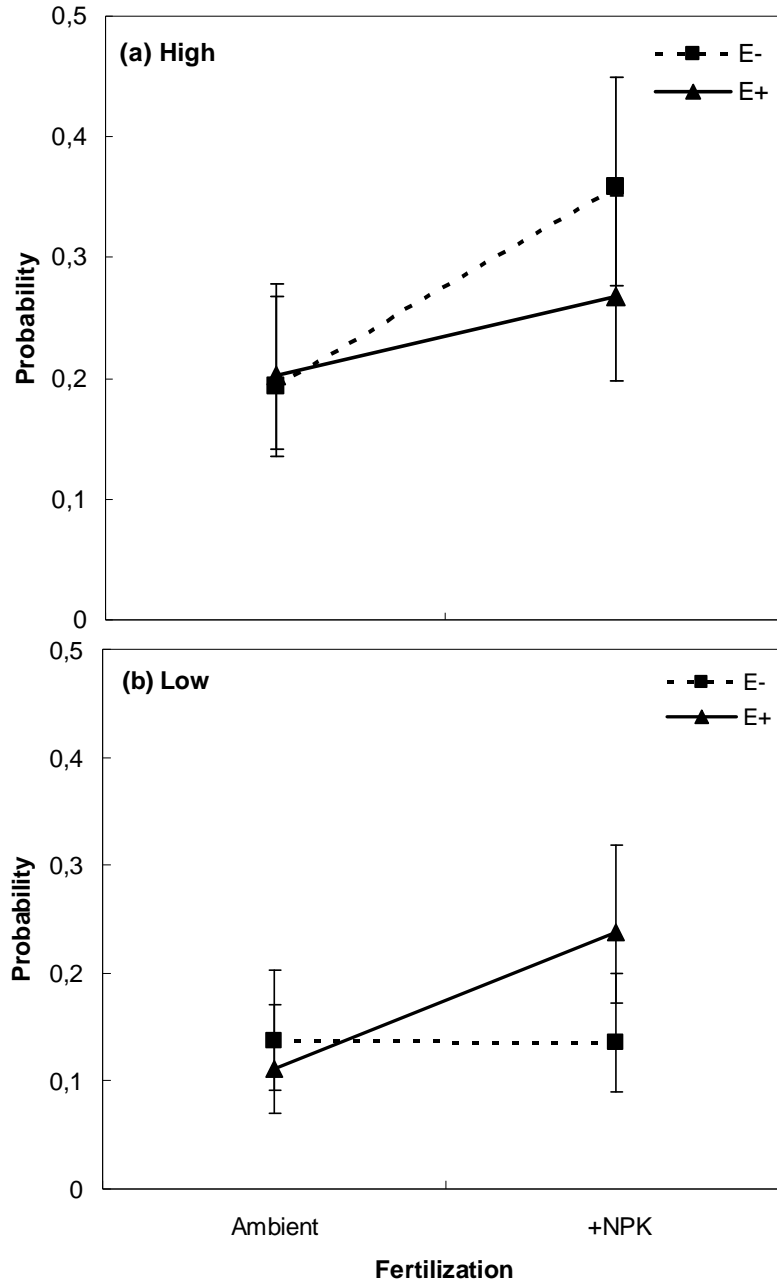 (a) High
E-
E+
0,5
0,4
0,3
0,2
0,1
0
Probability
(b) Low
E-
E+
0,5
0,4
0,3
0,2
0,1
0
Probability
Ambient +NPK
Fertilization